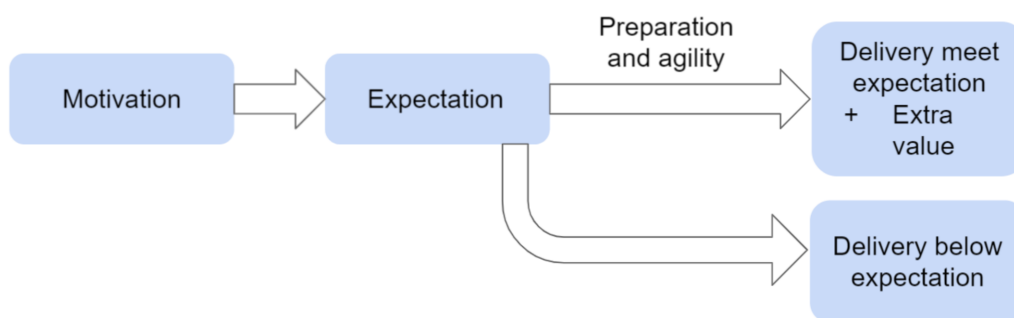 Motivation
Expectation
Preparation
and agility
Delivery meet
expectation
+ Extra
value
Delivery below
expectation